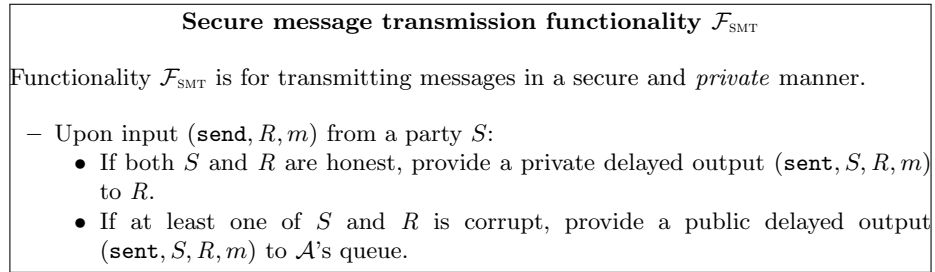 Secure message transmission functionality F_SMT
Functionality F_SMT is for transmitting messages in a secure and private manner.
– Upon input (send, R, m) from a party S:
• If both S and R are honest, provide a private delayed output (sent, S, R, m)
to R.
• If at least one of S and R is corrupt, provide a public delayed output
(sent, S, R, m) to A's queue.